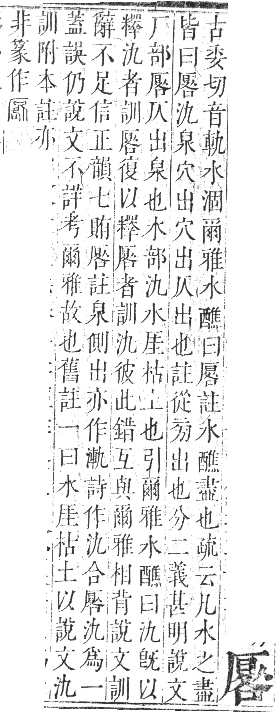 厬
古委切音軌水涸爾雅水醮曰厬註水醮盡也疏云凡水之盡
皆曰厬氿泉穴出穴出仄出也註從旁出也分二義甚明說文
厂部厬仄出泉也水部氿水厓枯土也引爾雅水醮曰氿旣以
釋氿者訓厬復以釋厬者訓氿彼此錯互與爾雅相背說文訓
辭不足信正韻七賄厬註泉側出亦作詩作氿合厬氿爲一
蓋誤仍說文不詳考爾雅故也舊註一曰水厓枯土以說文氿
訓附本註亦
非篆作